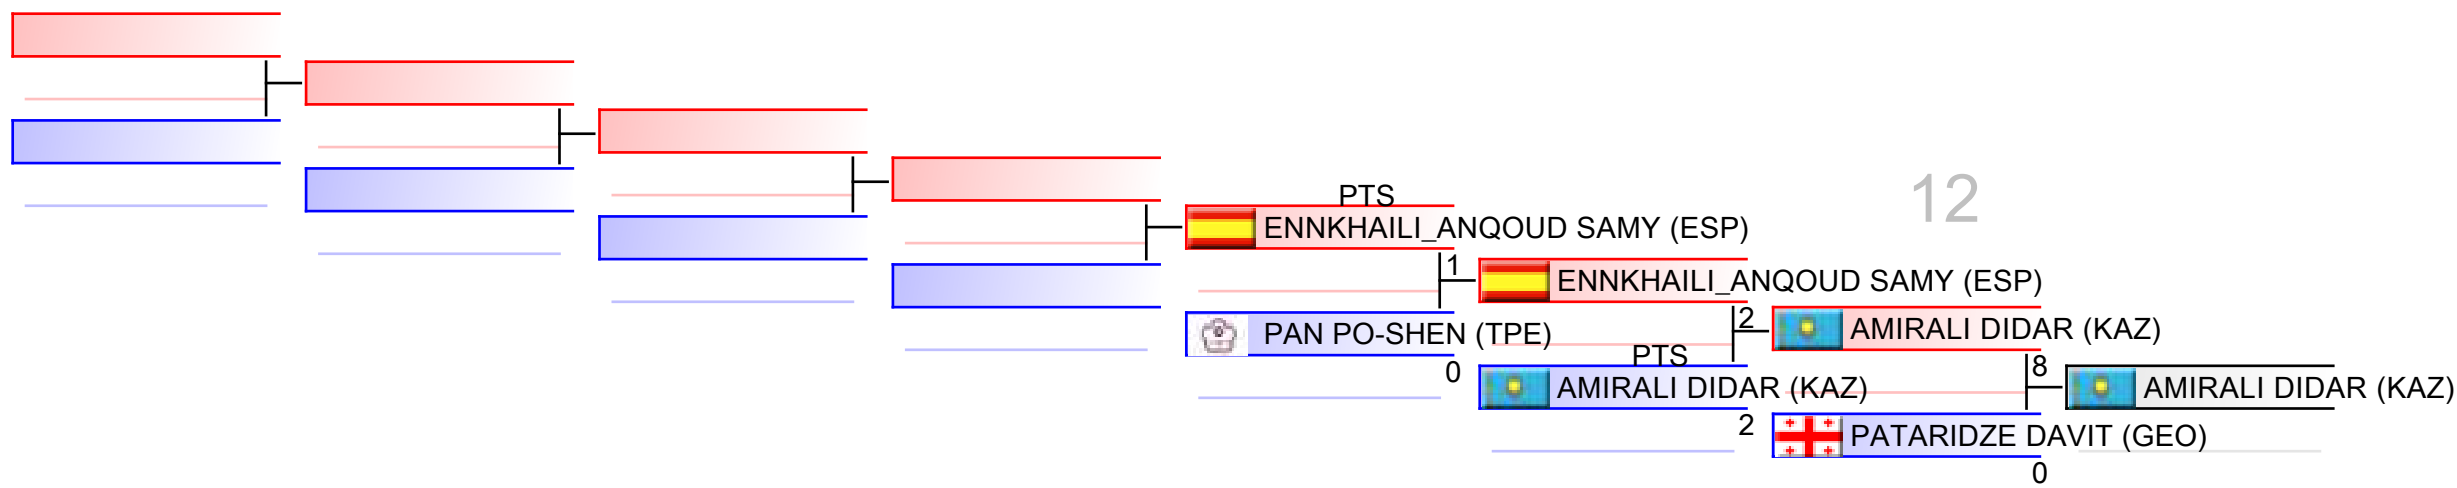 12
PTS
ENNKHAILI_ANQOUD SAMY (ESP)
1
ENNKHAILI_ANQOUD SAMY (ESP)
PAN PO-SHEN (TPE)
0
2
AMIRALI DIDAR (KAZ)
PTS
AMIRALI DIDAR (KAZ)
2
8
AMIRALI DIDAR (KAZ)
PATARIDZE DAVIT (GEO)
0